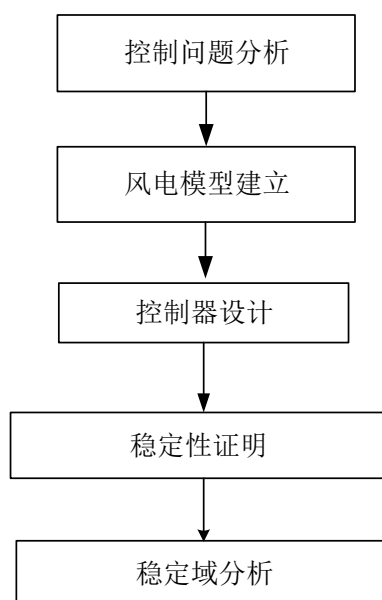 控制问题分析
风电模型建立
控制器设计
稳定性证明
稳定域分析